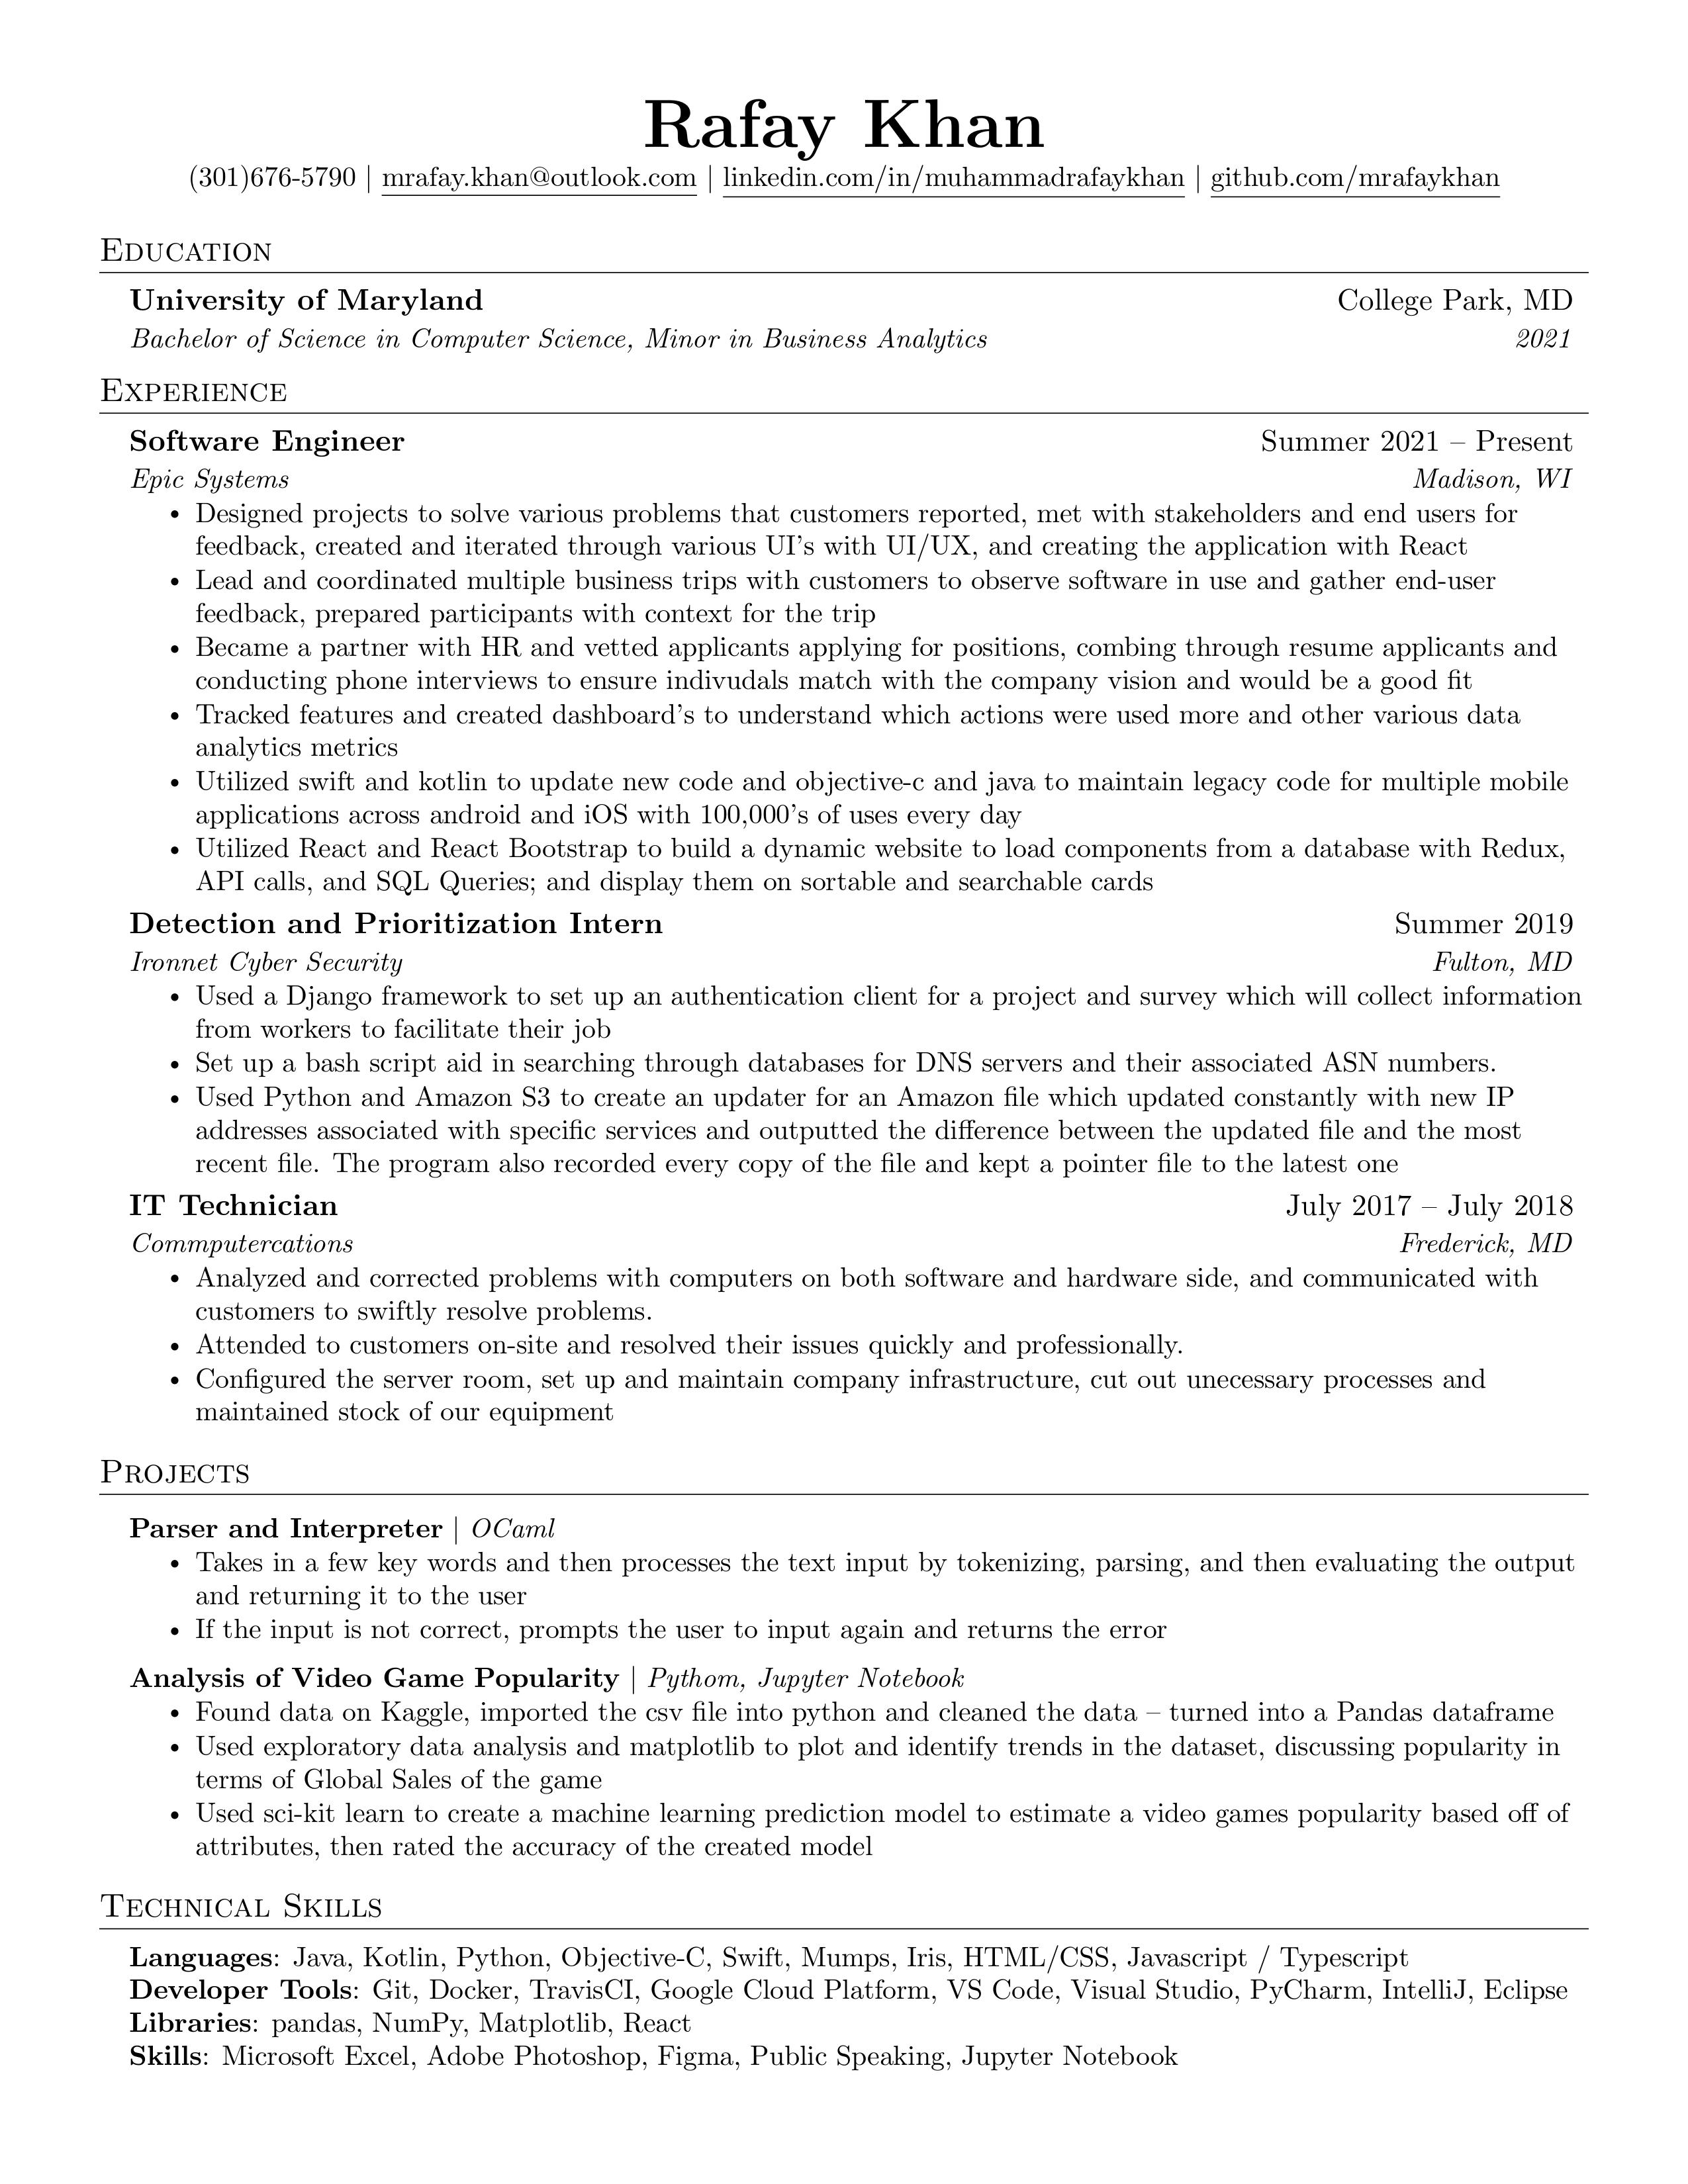 Rafay Khan
(301)676-5790 | mrafay.khan@outlook.com | linkedin.com/in/muhammadrafaykhan | github.com/mrafaykhan
Education
University of Maryland College Park, MD
Bachelor of Science in Computer Science, Minor in Business Analytics 2021
Experience
Software Engineer Summer 2021 – Present
Epic Systems Madison, WI
• Designed projects to solve various problems that customers reported, met with stakeholders and end users for
feedback, created and iterated through various UI's with UI/UX, and creating the application with React
• Lead and coordinated multiple business trips with customers to observe software in use and gather end-user
feedback, prepared participants with context for the trip
• Became a partner with HR and vetted applicants applying for positions, combing through resume applicants and
conducting phone interviews to ensure indivudals match with the company vision and would be a good fit
• Tracked features and created dashboard's to understand which actions were used more and other various data
analytics metrics
• Utilized swift and kotlin to update new code and objective-c and java to maintain legacy code for multiple mobile
applications across android and iOS with 100,000's of uses every day
• Utilized React and React Bootstrap to build a dynamic website to load components from a database with Redux,
API calls, and SQL Queries; and display them on sortable and searchable cards
Detection and Prioritization Intern Summer 2019
Ironnet Cyber Security Fulton, MD
• Used a Django framework to set up an authentication client for a project and survey which will collect information
from workers to facilitate their job
• Set up a bash script aid in searching through databases for DNS servers and their associated ASN numbers.
• Used Python and Amazon S3 to create an updater for an Amazon file which updated constantly with new IP
addresses associated with specific services and outputted the difference between the updated file and the most
recent file. The program also recorded every copy of the file and kept a pointer file to the latest one
IT Technician July 2017 – July 2018
Commputercations Frederick, MD
• Analyzed and corrected problems with computers on both software and hardware side, and communicated with
customers to swiftly resolve problems.
• Attended to customers on-site and resolved their issues quickly and professionally.
• Configured the server room, set up and maintain company infrastructure, cut out unecessary processes and
maintained stock of our equipment
Projects
Parser and Interpreter | OCaml
• Takes in a few key words and then processes the text input by tokenizing, parsing, and then evaluating the output
and returning it to the user
• If the input is not correct, prompts the user to input again and returns the error
Analysis of Video Game Popularity | Pythom, Jupyter Notebook
• Found data on Kaggle, imported the csv file into python and cleaned the data – turned into a Pandas dataframe
• Used exploratory data analysis and matplotlib to plot and identify trends in the dataset, discussing popularity in
terms of Global Sales of the game
• Used sci-kit learn to create a machine learning prediction model to estimate a video games popularity based off of
attributes, then rated the accuracy of the created model
Technical Skills
Languages: Java, Kotlin, Python, Objective-C, Swift, Mumps, Iris, HTML/CSS, Javascript / Typescript
Developer Tools: Git, Docker, TravisCI, Google Cloud Platform, VS Code, Visual Studio, PyCharm, IntelliJ, Eclipse
Libraries: pandas, NumPy, Matplotlib, React
Skills: Microsoft Excel, Adobe Photoshop, Figma, Public Speaking, Jupyter Notebook